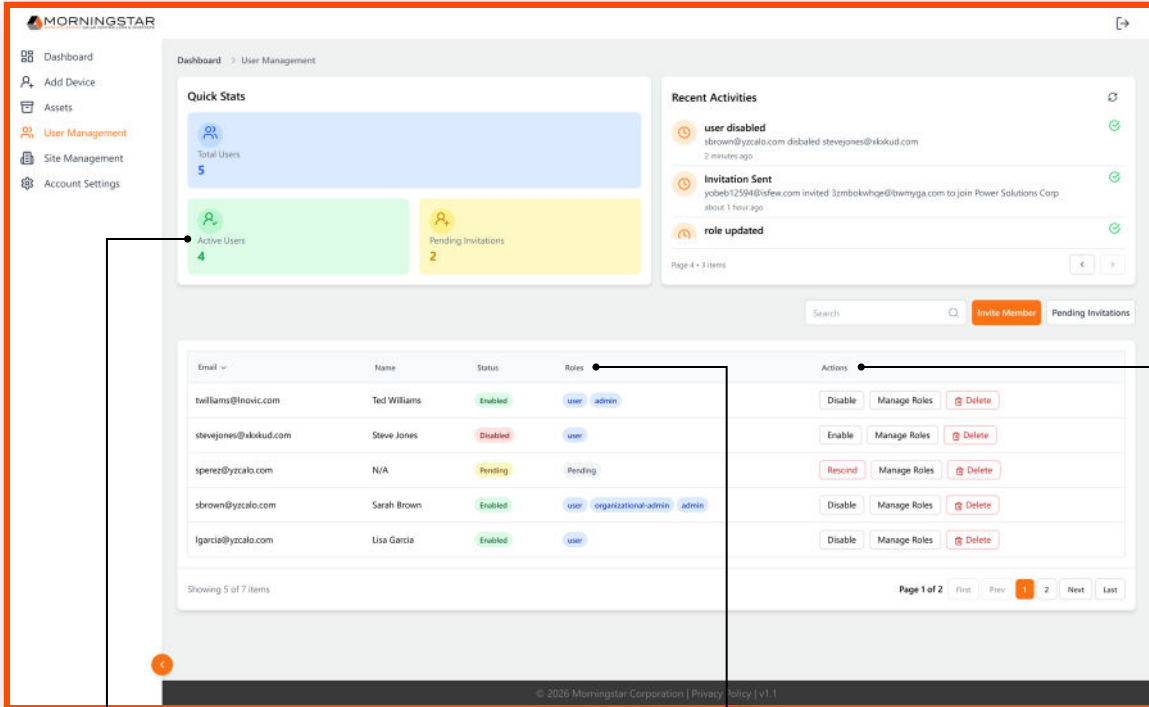 MORNINGSTAR
Dashboard
Add Device
Assets
User Management
Site Management
Account Settings
Dashboard > User Management
Quick Stats
Total Users
5
Active Users
4
Pending Invitations
2
Recent Activities
user disabled
sbrown@yzcalo.com disbaled stevejones@xkxkud.com
2 minutes ago
Invitation Sent
yobeb12594@isfew.com invited 3zmbokwhqe@bwmyga.com to join Power Solutions Corp
about 1 hour ago
role updated
Page 4 • 3 items
Search
Invite Member
Pending Invitations
Email Name Status Roles Actions
twilliams@lnovic.com Ted Williams Enabled user admin Disable Manage Roles Delete
stevejones@xkxkud.com Steve Jones Disabled user Enable Manage Roles Delete
sperez@yzcalo.com N/A Pending Pending Rescind Manage Roles Delete
sbrown@yzcalo.com Sarah Brown Enabled user organizational-admin admin Disable Manage Roles Delete
lgarcia@yzcalo.com Lisa Garcia Enabled user Disable Manage Roles Delete
Showing 5 of 7 items
Page 1 of 2 First Prev 1 2 Next Last
© 2026 Morningstar Corporation | Privacy Policy | v1.1